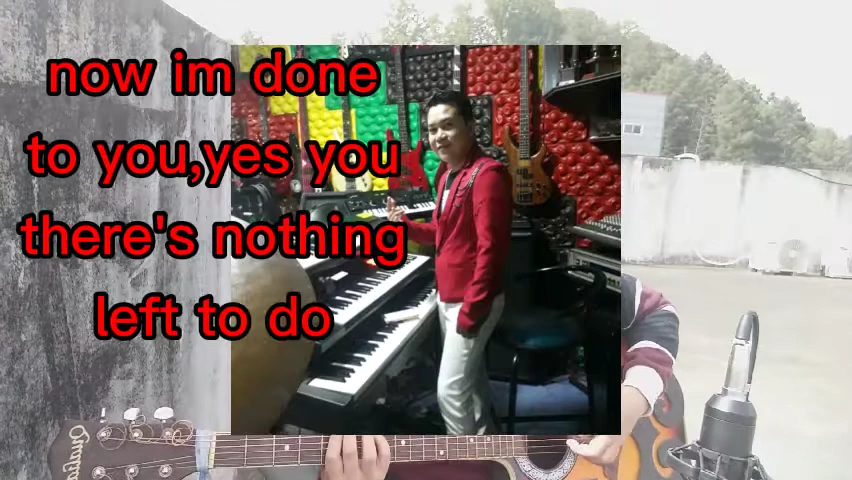 now im done
to you,yes you
there's nothing
left to do